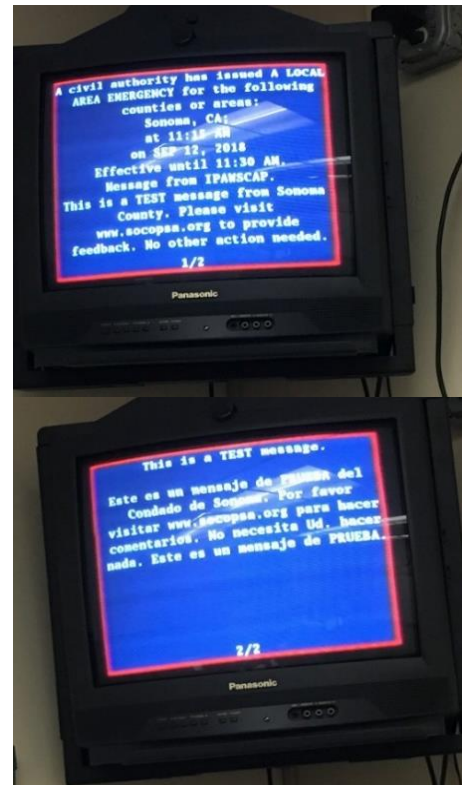 A civil authority has issued A LOCAL
AREA EMERGENCY for the following
counties or areas:
Sonoma, CA;
at 11:15 AM
on SEP 12, 2018
Effective until 11:30 AM.
Message from IPAWSCAP.
This is a TEST message from Sonoma
County. Please visit
www.socopsa.org to provide
feedback. No other action needed.
1/2
Panasonic
This is a TEST message.
Este es un mensaje de PRUEBA del
Condado de Sonoma. Por favor
visitar www.socopsa.org para hacer
comentarios. No necesita Ud. hacer
nada. Este es un mensaje de PRUEBA.
2/2
Panasonic